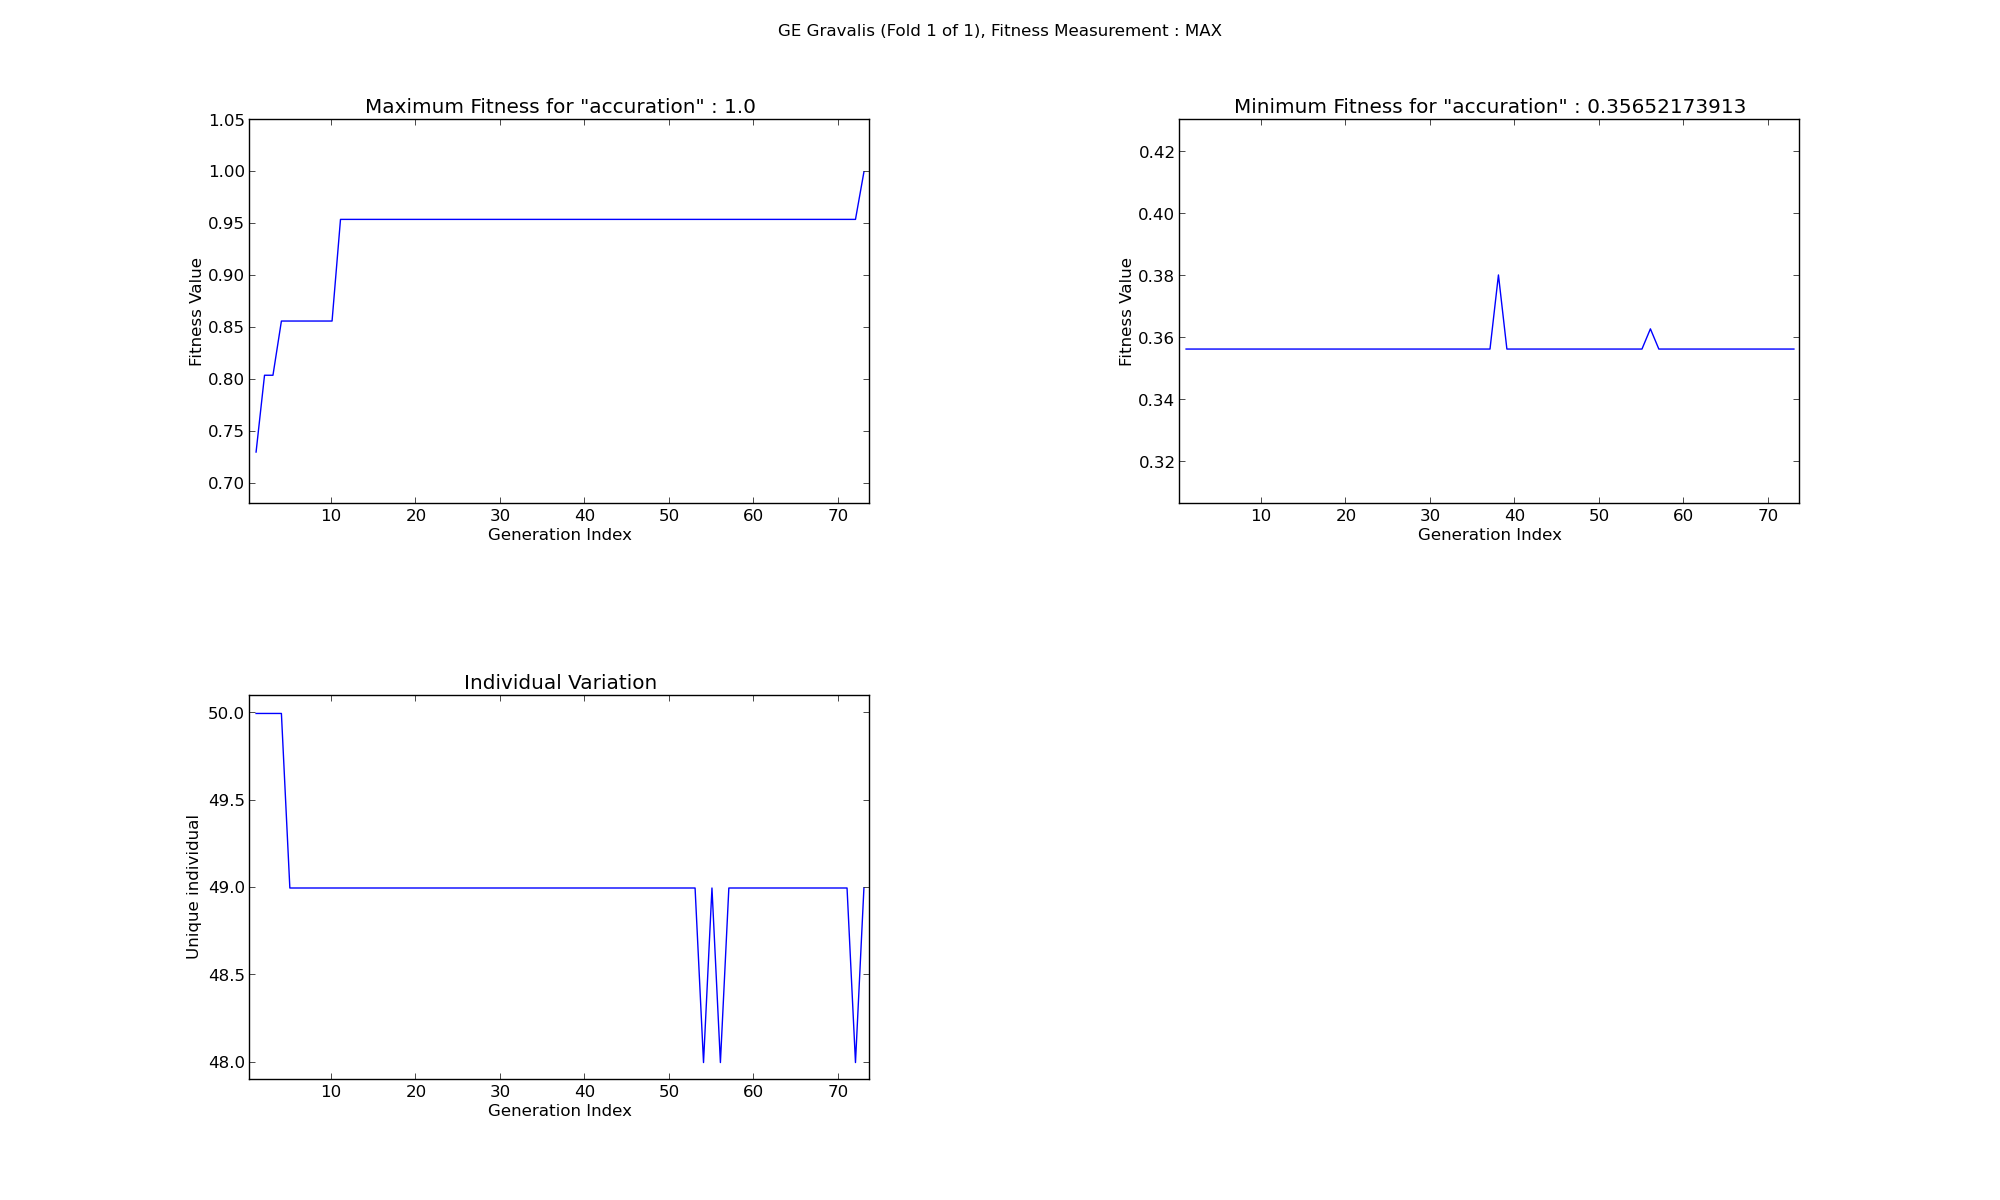 GE Gravalis (Fold 1 of 1), Fitness Measurement : MAX
Maximum Fitness for "accuration" : 1.0
1.05
1.00
0.95
0.90
0.85
0.80
0.75
0.70
Fitness Value
10 20 30 40 50 60 70
Generation Index
Minimum Fitness for "accuration" : 0.35652173913
0.42
0.40
0.38
0.36
0.34
0.32
Fitness Value
10 20 30 40 50 60 70
Generation Index
Individual Variation
50.0
49.5
49.0
48.5
48.0
Unique individual
10 20 30 40 50 60 70
Generation Index